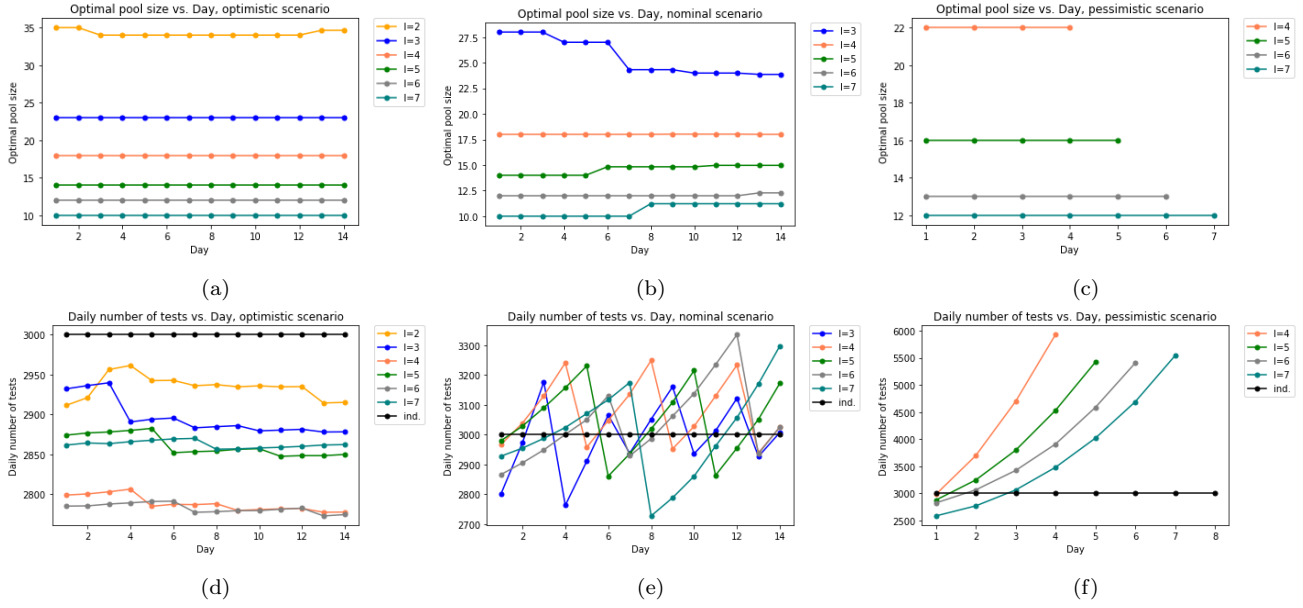 Optimal pool size vs. Day, optimistic scenario
35
30
25
20
15
10
Optimal pool size
2 4 6 8 10 12 14
Day
l=2
l=3
l=4
l=5
l=6
l=7
(a)
Optimal pool size vs. Day, nominal scenario
27.5
25.0
22.5
20.0
17.5
15.0
12.5
10.0
Optimal pool size
2 4 6 8 10 12 14
Day
l=3
l=4
l=5
l=6
l=7
(b)
Optimal pool size vs. Day, pessimistic scenario
22
20
18
16
14
12
Optimal pool size
1 2 3 4 5 6 7
Day
l=4
l=5
l=6
l=7
(c)
Daily number of tests vs. Day, optimistic scenario
3000
2950
2900
2850
2800
Daily number of tests
2 4 6 8 10 12 14
Day
l=2
l=3
l=4
l=5
l=6
l=7
ind.
(d)
Daily number of tests vs. Day, nominal scenario
3300
3200
3100
3000
2900
2800
2700
Daily number of tests
2 4 6 8 10 12 14
Day
l=3
l=4
l=5
l=6
l=7
ind.
(e)
Daily number of tests vs. Day, pessimistic scenario
6000
5500
5000
4500
4000
3500
3000
2500
Daily number of tests
1 2 3 4 5 6 7 8
Day
l=4
l=5
l=6
l=7
ind.
(f)